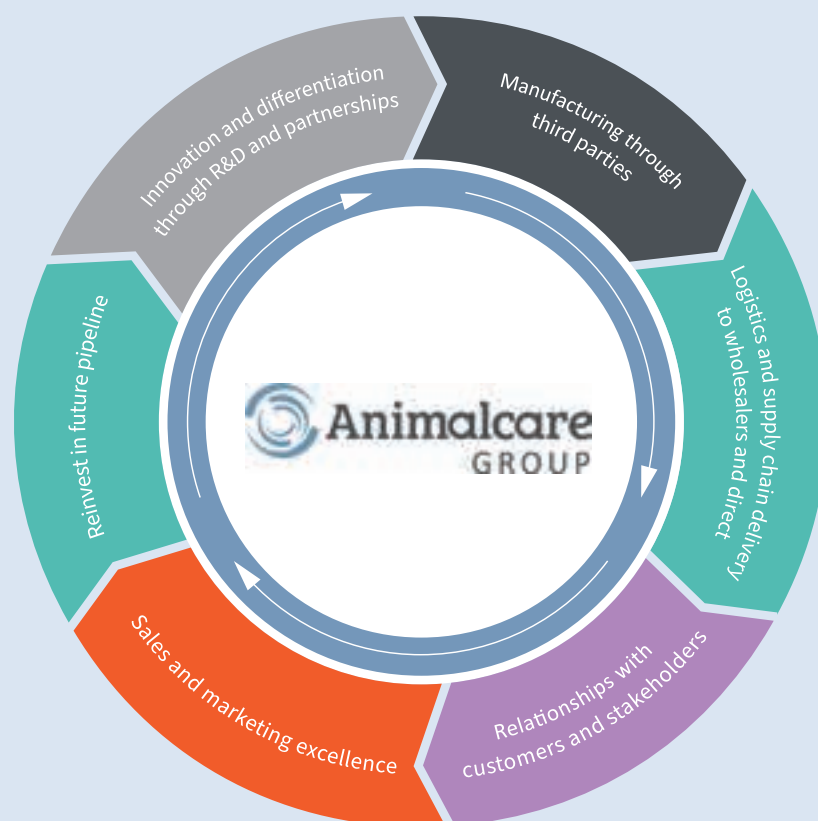 Innovation and differentiation
through R&D and partnerships
Manufacturing through
third parties
Logistics and supply chain delivery
to wholesalers and direct
Relationships with
customers and stakeholders
Sales and marketing excellence
Reinvest in future pipeline
Animalcare
GROUP